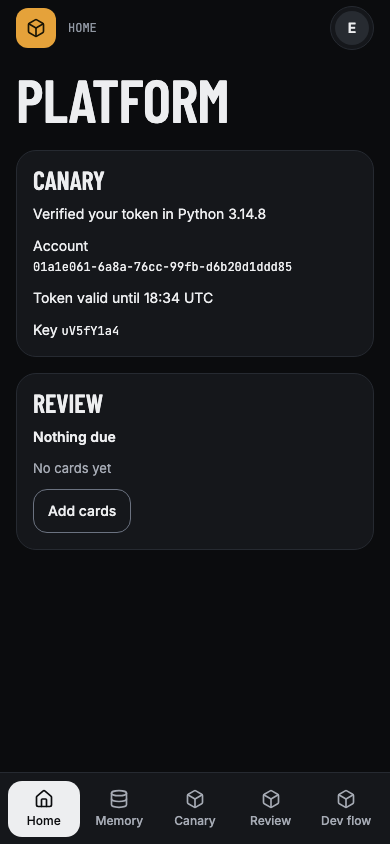 HOME
E
PLATFORM
CANARY
Verified your token in Python 3.14.8
Account
01a1e061-6a8a-76cc-99fb-d6b20d1ddd85
Token valid until 18:34 UTC
Key uV5fY1a4
REVIEW
Nothing due
No cards yet
Add cards
Home
Memory
Canary
Review
Dev flow